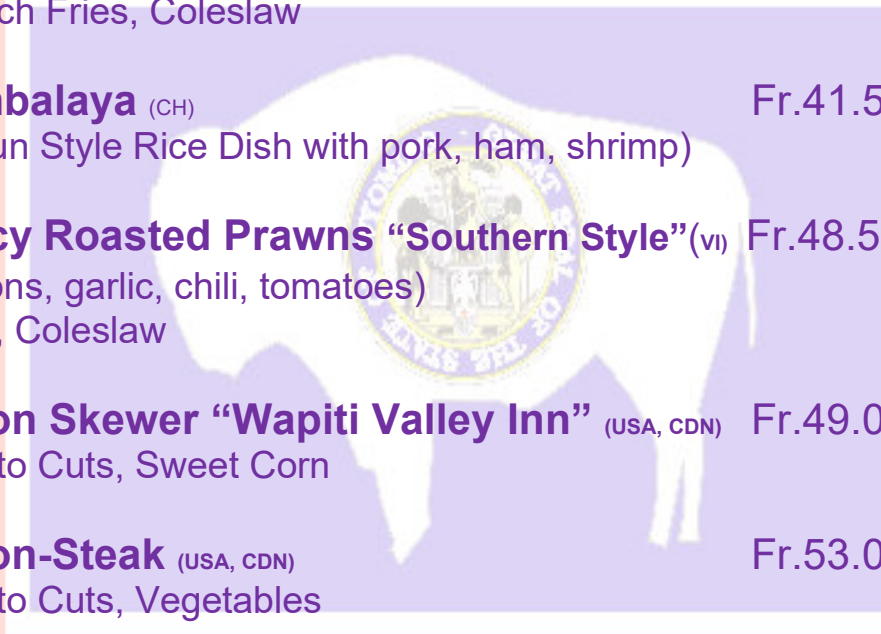 ch Fries, Coleslaw
balaya (CH) Fr.41.5
un Style Rice Dish with pork, ham, shrimp)
cy Roasted Prawns “Southern Style”(VI) Fr.48.5
ons, garlic, chili, tomatoes)
, Coleslaw
on Skewer “Wapiti Valley Inn” (USA, CDN) Fr.49.0
to Cuts, Sweet Corn
on-Steak (USA, CDN) Fr.53.0
to Cuts, Vegetables